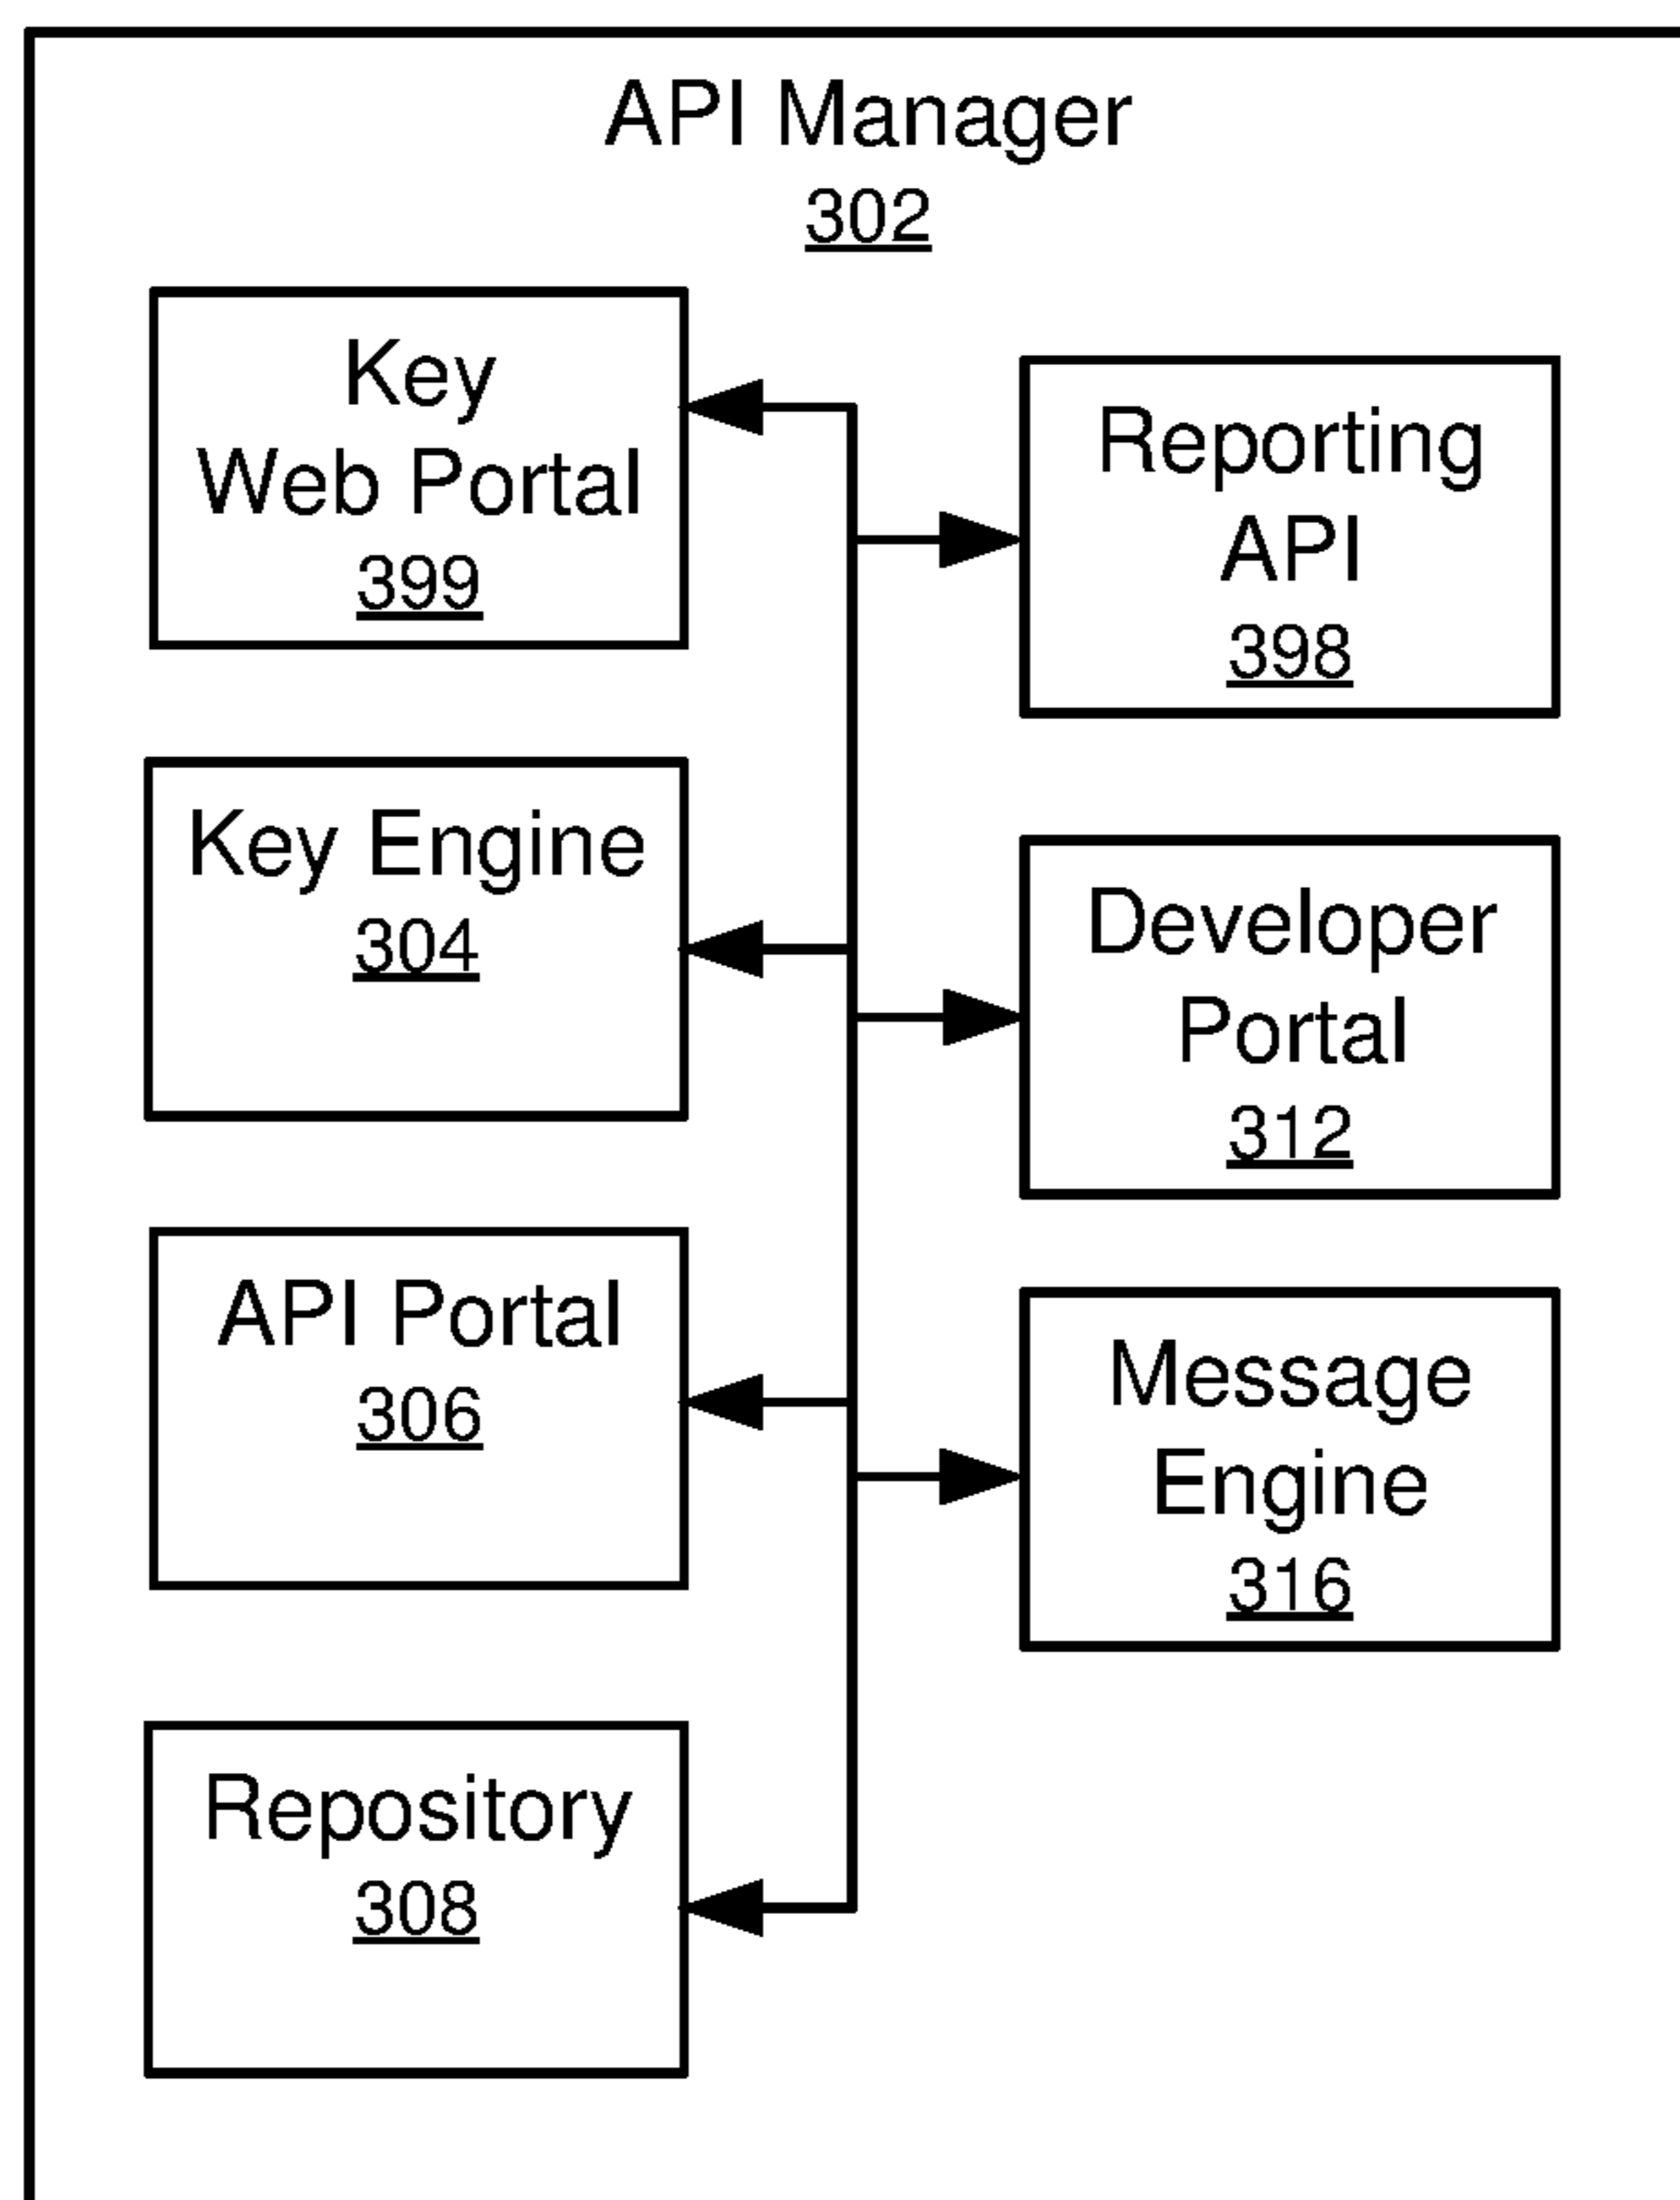 API Manager
302
Key
Web Portal
399
Reporting
API
398
Key Engine
304
Developer
Portal
312
API Portal
306
Message
Engine
316
Repository
308